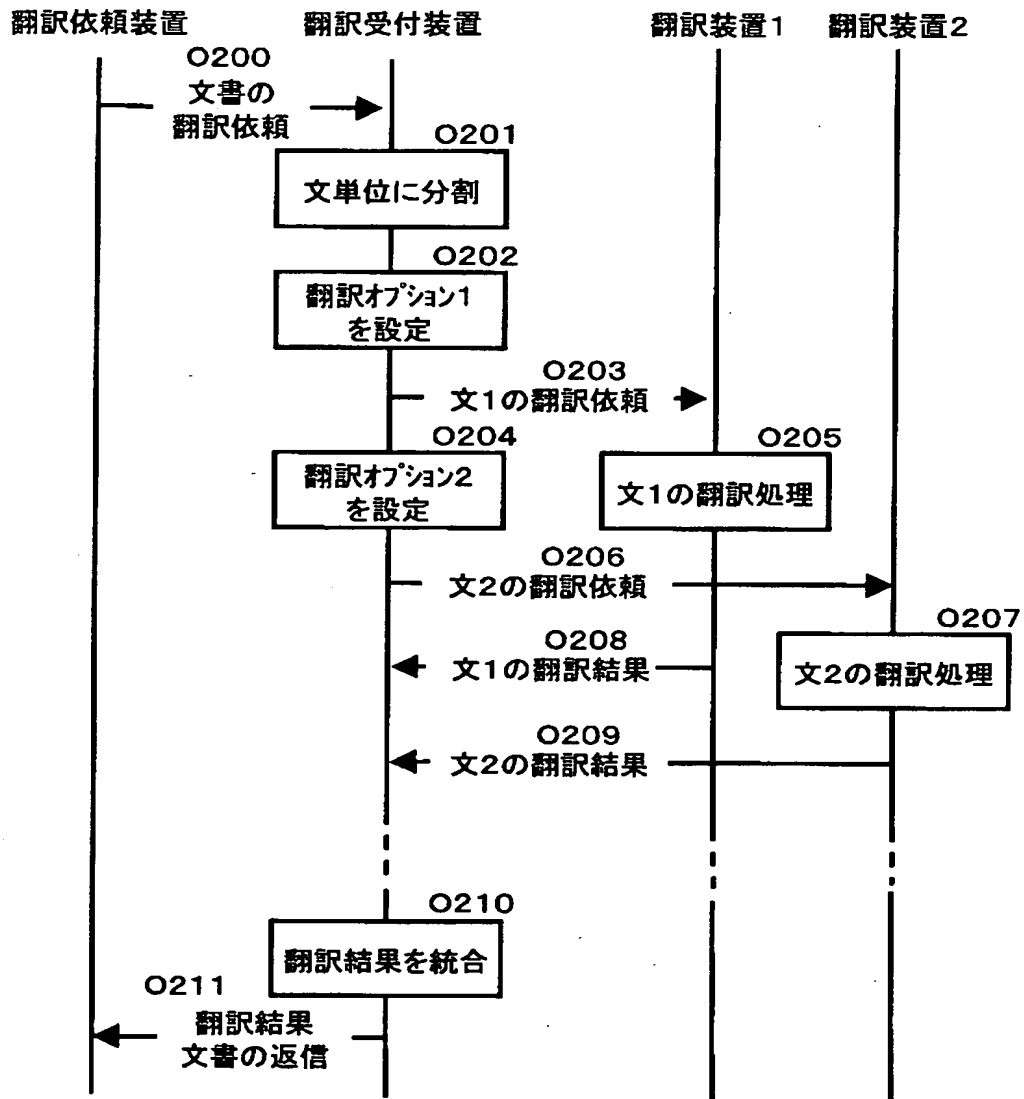 翻訳依頼装置
翻訳受付装置
翻訳装置1
翻訳装置2
O200
文書の
翻訳依頼
O201
文単位に分割
O202
翻訳オプション1
を設定
O203
文1の翻訳依頼
O204
翻訳オプション2
を設定
O205
文1の翻訳処理
O206
文2の翻訳依頼
O207
文2の翻訳処理
O208
文1の翻訳結果
O209
文2の翻訳結果
O210
翻訳結果を統合
O211
翻訳結果
文書の返信